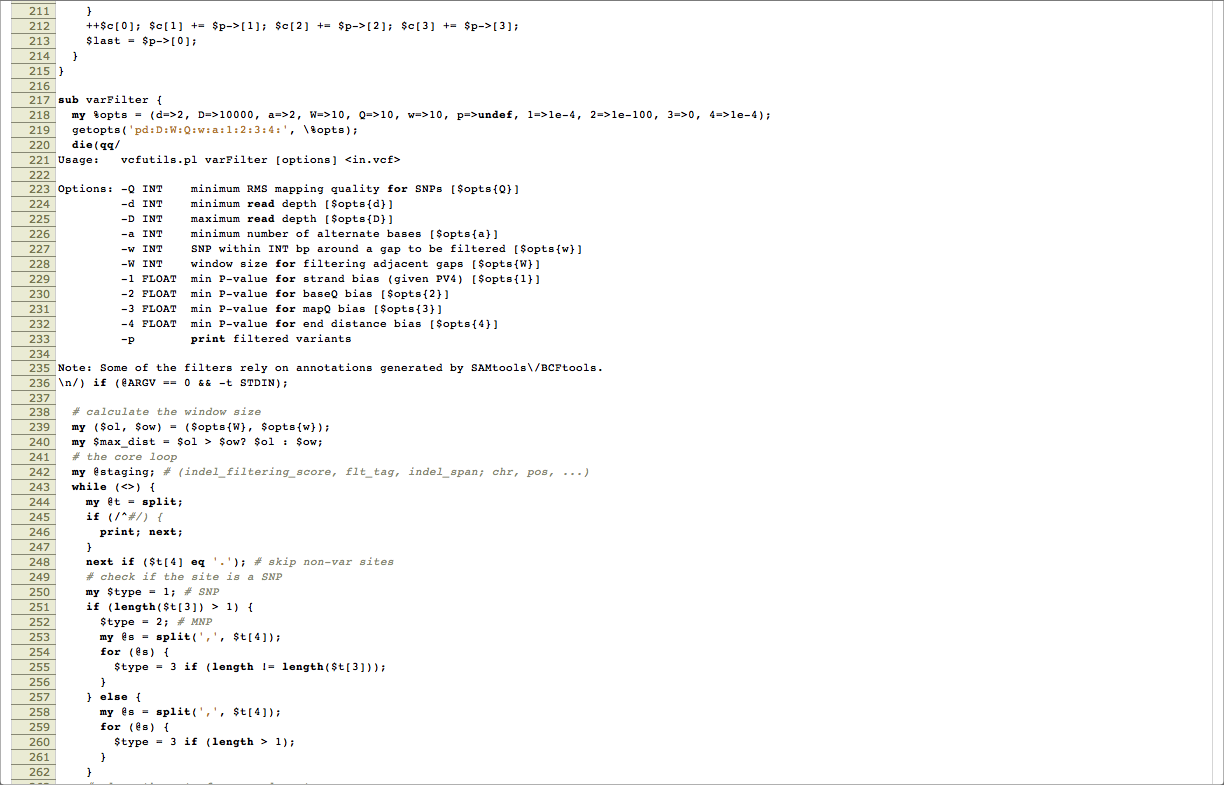 211     }
212     ++$c[0]; $c[1] += $p->[1]; $c[2] += $p->[2]; $c[3] += $p->[3];
213     $last = $p->[0];
214   }
215 }
216
217 sub varFilter {
218   my %opts = (d=>2, D=>10000, a=>2, W=>10, Q=>10, w=>10, p=>undef, 1=>1e-4, 2=>1e-100, 3=>0, 4=>1e-4);
219   getopts('pd:D:W:Q:w:a:1:2:3:4:', \%opts);
220   die(qq/
221 Usage:   vcfutils.pl varFilter [options] <in.vcf>
222
223 Options: -Q INT    minimum RMS mapping quality for SNPs [$opts{Q}]
224          -d INT    minimum read depth [$opts{d}]
225          -D INT    maximum read depth [$opts{D}]
226          -a INT    minimum number of alternate bases [$opts{a}]
227          -w INT    SNP within INT bp around a gap to be filtered [$opts{w}]
228          -W INT    window size for filtering adjacent gaps [$opts{W}]
229          -1 FLOAT  min P-value for strand bias (given PV4) [$opts{1}]
230          -2 FLOAT  min P-value for baseQ bias [$opts{2}]
231          -3 FLOAT  min P-value for mapQ bias [$opts{3}]
232          -4 FLOAT  min P-value for end distance bias [$opts{4}]
233          -p        print filtered variants
234
235 Note: Some of the filters rely on annotations generated by SAMtools\/BCFtools.
236 \n/) if (@ARGV == 0 && -t STDIN);
237
238   # calculate the window size
239   my ($ol, $ow) = ($opts{W}, $opts{w});
240   my $max_dist = $ol > $ow? $ol : $ow;
241   # the core loop
242   my @staging; # (indel_filtering_score, flt_tag, indel_span; chr, pos, ...)
243   while (<>) {
244     my @t = split;
245     if (/^#/) {
246       print; next;
247     }
248     next if ($t[4] eq '.'); # skip non-var sites
249     # check if the site is a SNP
250     my $type = 1; # SNP
251     if (length($t[3]) > 1) {
252       $type = 2; # MNP
253       my @s = split(',', $t[4]);
254       for (@s) {
255         $type = 3 if (length != length($t[3]));
256       }
257     } else {
258       my @s = split(',', $t[4]);
259       for (@s) {
260         $type = 3 if (length > 1);
261       }
262     }